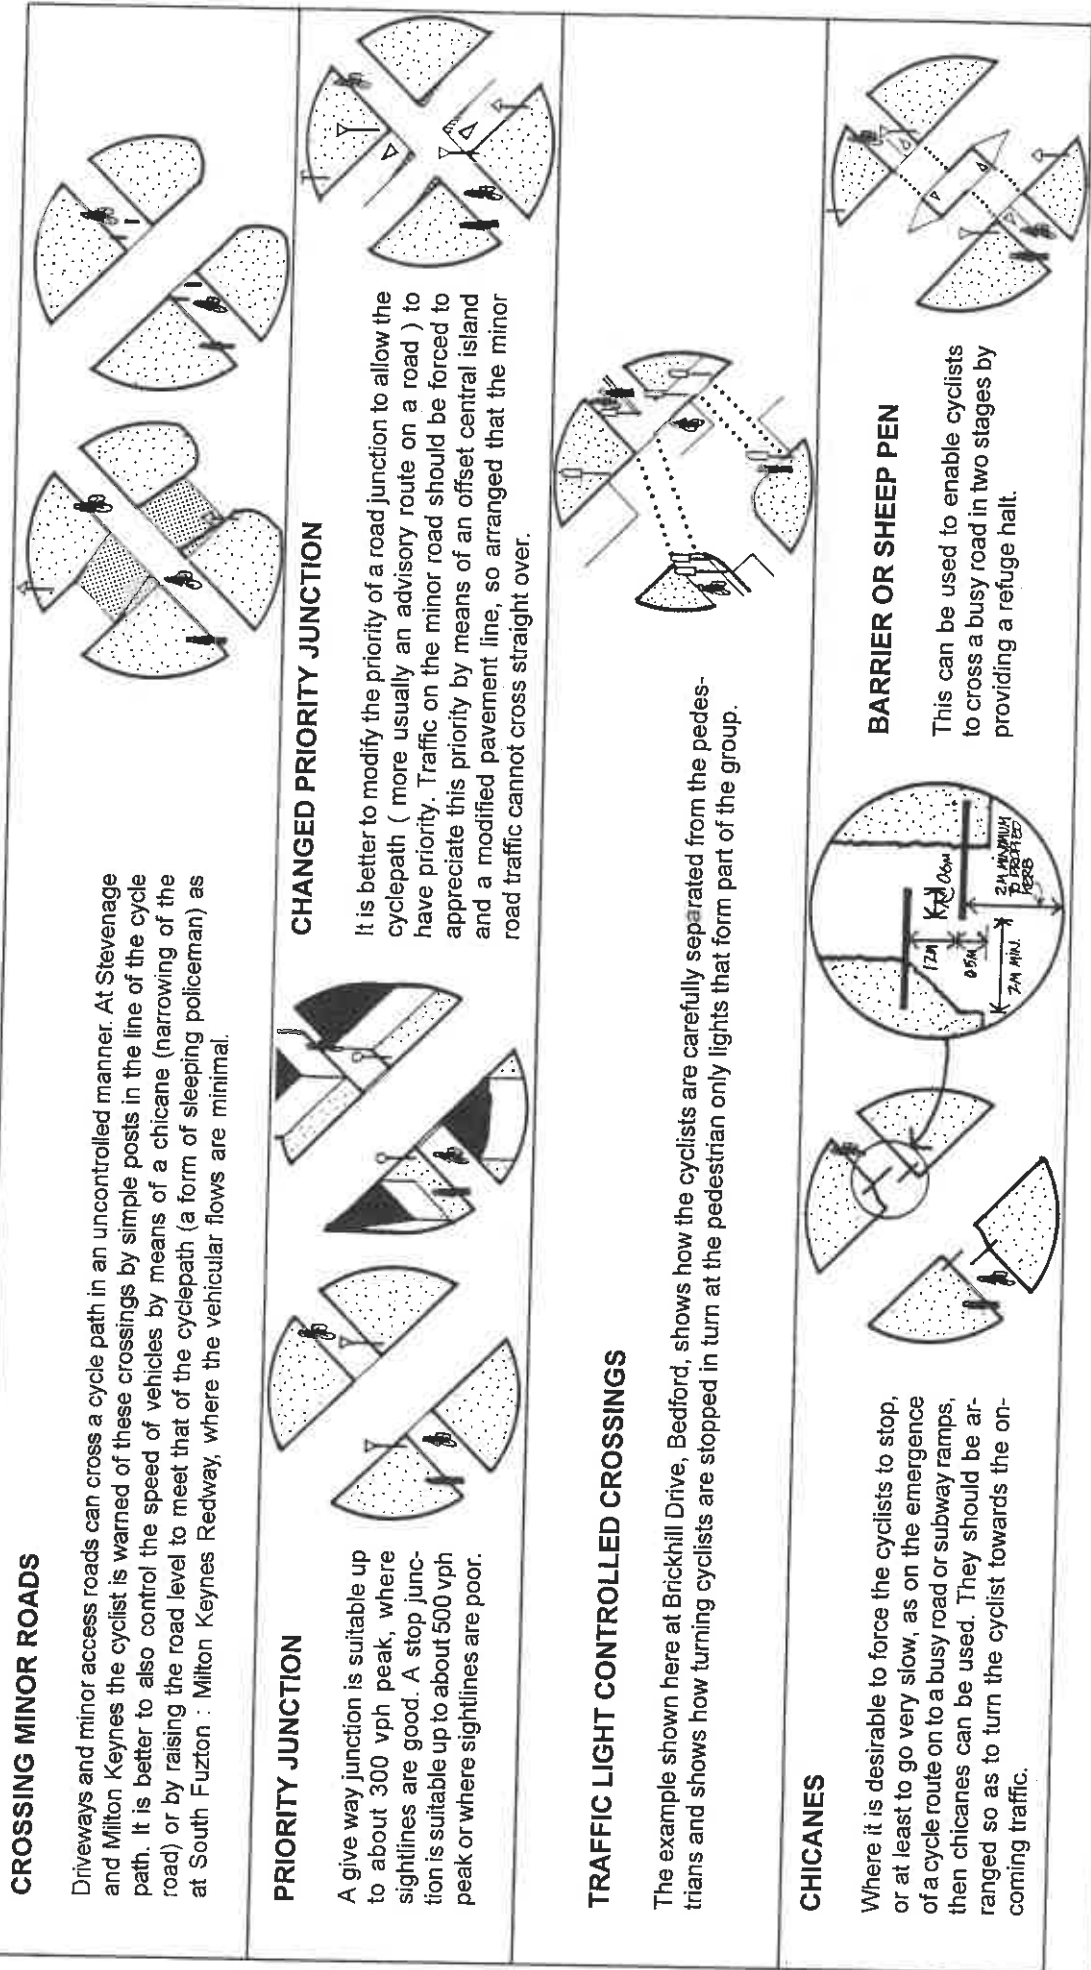 CROSSING MINOR ROADS
Driveways and minor access roads can cross a cycle path in an uncontrolled manner. At Stevenage
and Milton Keynes the cyclist is warned of these crossings by simple posts in the line of the cycle
path. It is better to also control the speed of vehicles by means of a chicane (narrowing of the
road) or by raising the road level to meet that of the cyclepath (a form of sleeping policeman) as
at South Fuzton : Milton Keynes Redway, where the vehicular flows are minimal.
PRIORITY JUNCTION
A give way junction is suitable up
to about 300 vph peak, where
sightlines are good. A stop junc-
tion is suitable up to about 500 vph
peak or where sightlines are poor.
CHANGED PRIORITY JUNCTION
It is better to modify the priority of a road junction to allow the
cyclepath ( more usually an advisory route on a road ) to
have priority. Traffic on the minor road should be forced to
appreciate this priority by means of an offset central island
and a modified pavement line, so arranged that the minor
road traffic cannot cross straight over.
TRAFFIC LIGHT CONTROLLED CROSSINGS
The example shown here at Brickhill Drive, Bedford, shows how the cyclists are carefully separated from the pedes-
trians and shows how turning cyclists are stopped in turn at the pedestrian only lights that form part of the group.
CHICANES
Where it is desirable to force the cyclists to stop,
or at least to go very slow, as on the emergence
of a cycle route on to a busy road or subway ramps,
then chicanes can be used. They should be ar-
ranged so as to turn the cyclist towards the on-
coming traffic.
1·2M
0·6M
0·5M
2M MIN.
2M MINIMUM
TO DROPPED
KERB
BARRIER OR SHEEP PEN
This can be used to enable cyclists
to cross a busy road in two stages by
providing a refuge halt.